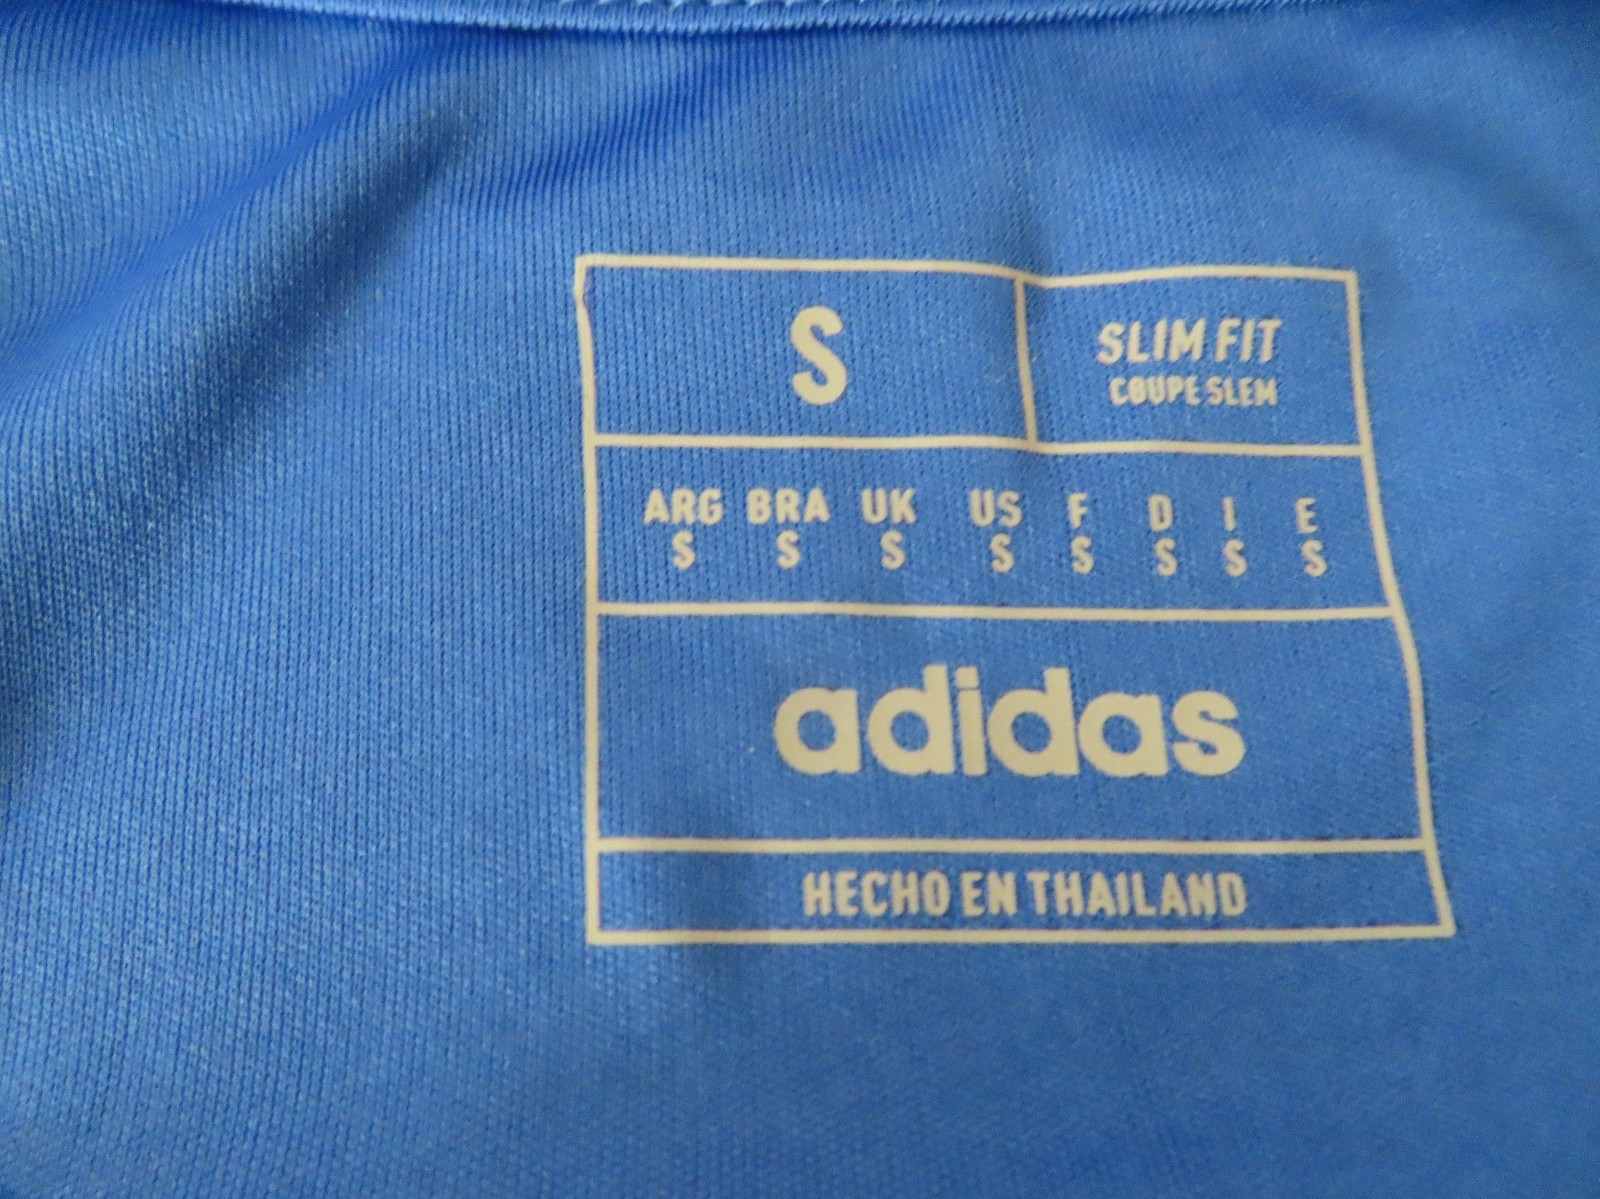 S
SLIM FIT
COUPE SLEM
ARG BRA UK US F D I E
S S S S S S S S
adidas
HECHO EN THAILAND